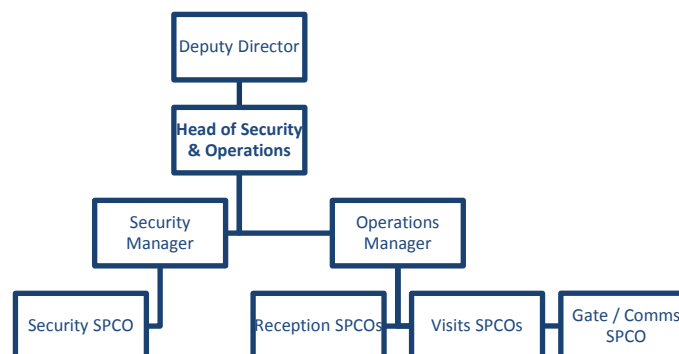 Deputy Director
Head of Security
& Operations
Security
Manager
Operations
Manager
Security SPCO
Reception SPCOs
Visits SPCOs
Gate / Comms
SPCO